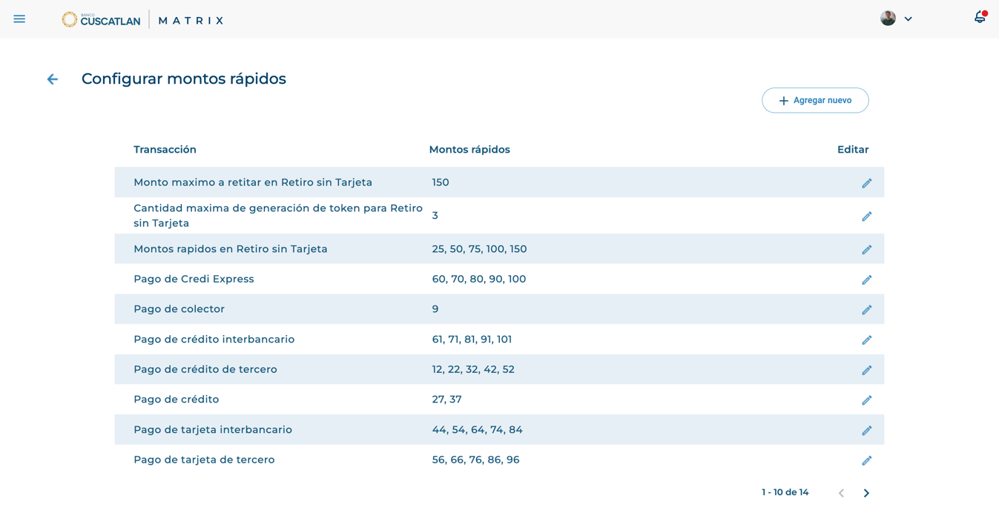 BANCO
CUSCATLAN
MATRIX
Configurar montos rápidos
Agregar nuevo
Transacción Montos rápidos Editar
Monto maximo a retitar en Retiro sin Tarjeta 150
Cantidad maxima de generación de token para Retiro
sin Tarjeta 3
Montos rapidos en Retiro sin Tarjeta 25, 50, 75, 100, 150
Pago de Credi Express 60, 70, 80, 90, 100
Pago de colector 9
Pago de crédito interbancario 61, 71, 81, 91, 101
Pago de crédito de tercero 12, 22, 32, 42, 52
Pago de crédito 27, 37
Pago de tarjeta interbancario 44, 54, 64, 74, 84
Pago de tarjeta de tercero 56, 66, 76, 86, 96
1 - 10 de 14